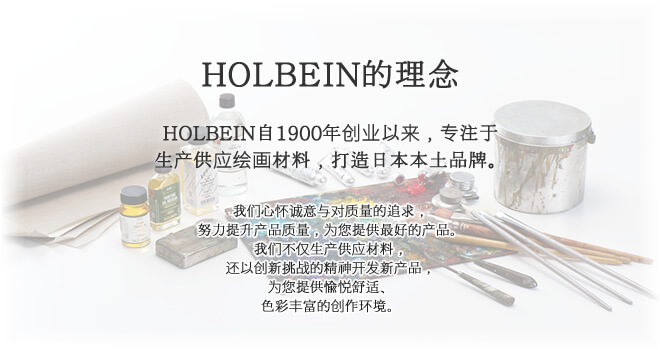 HOLBEIN的理念
HOLBEIN自1900年创业以来，专注于
生产供应绘画材料，打造日本本土品牌。
我们心怀诚意与对质量的追求，
努力提升产品质量，为您提供最好的产品。
我们不仅生产供应材料，
还以创新挑战的精神开发新产品，
为您提供愉悦舒适、
色彩丰富的创作环境。